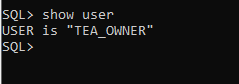 SQL> show user
USER is "TEA_OWNER"
SQL>